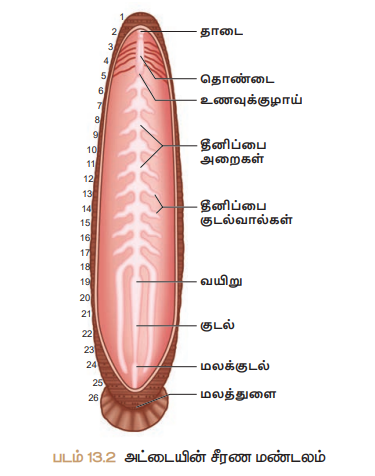 1
2
தாடை
3
4
5
தொண்டை
6
உணவுக்குழாய்
7
8
9
தீனிப்பை
10
அறைகள்
11
12
13
தீனிப்பை
14
குடல்வால்கள்
15
16
17
18
19
வயிறு
20
21
குடல்
22
23
24
மலக்குடல்
25
மலத்துளை
26
படம் 13.2 அட்டையின் சீரண மண்டலம்